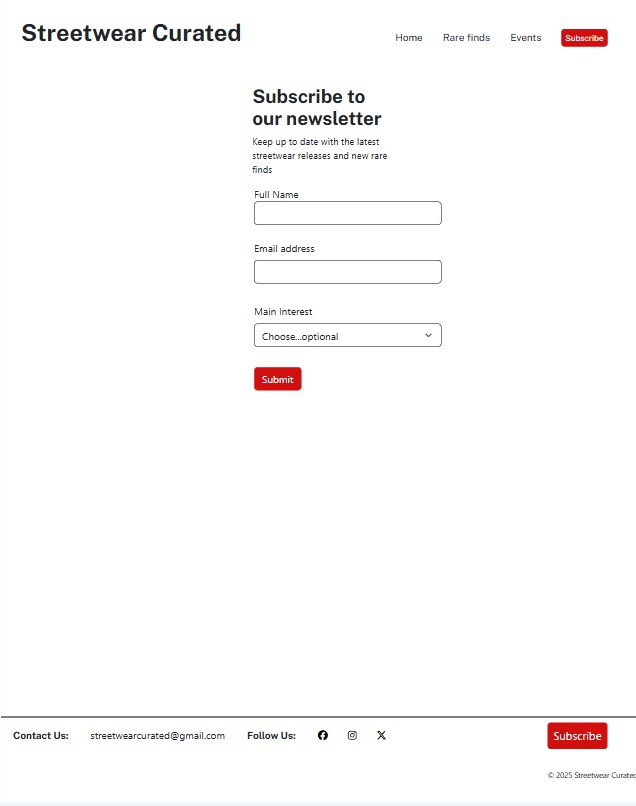 Streetwear Curated
Home Rare finds Events Subscribe
Subscribe to
our newsletter
Keep up to date with the latest
streetwear releases and new rare
finds
Full Name
Email address
Main Interest
Choose...optional
Submit
Contact Us: streetwearcurated@gmail.com Follow Us: Subscribe
© 2025 Streetwear Curated